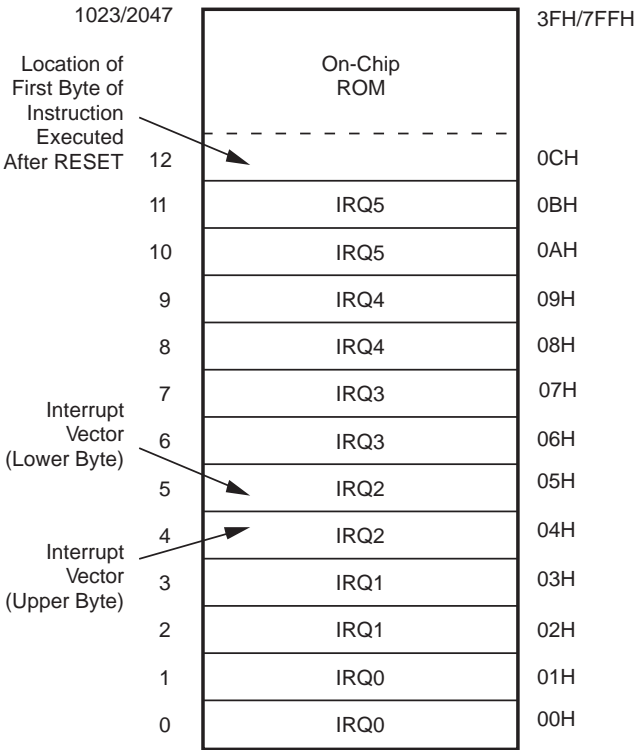 1023/2047
3FH/7FFH
Location of
First Byte of
Instruction
Executed
After RESET
On-Chip
ROM
12
0CH
11 IRQ5 0BH
10 IRQ5 0AH
9 IRQ4 09H
8 IRQ4 08H
7 IRQ3 07H
Interrupt
Vector
(Lower Byte)
6 IRQ3 06H
5 IRQ2 05H
4 IRQ2 04H
Interrupt
Vector
(Upper Byte)
3 IRQ1 03H
2 IRQ1 02H
1 IRQ0 01H
0 IRQ0 00H